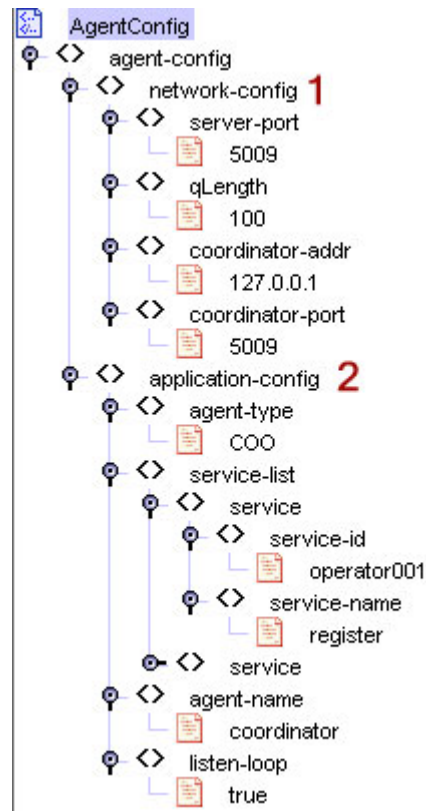 AgentConfig
agent-config
network-config 1
server-port
5009
qLength
100
coordinator-addr
127.0.0.1
coordinator-port
5009
application-config 2
agent-type
COO
service-list
service
service-id
operator001
service-name
register
service
agent-name
coordinator
listen-loop
true